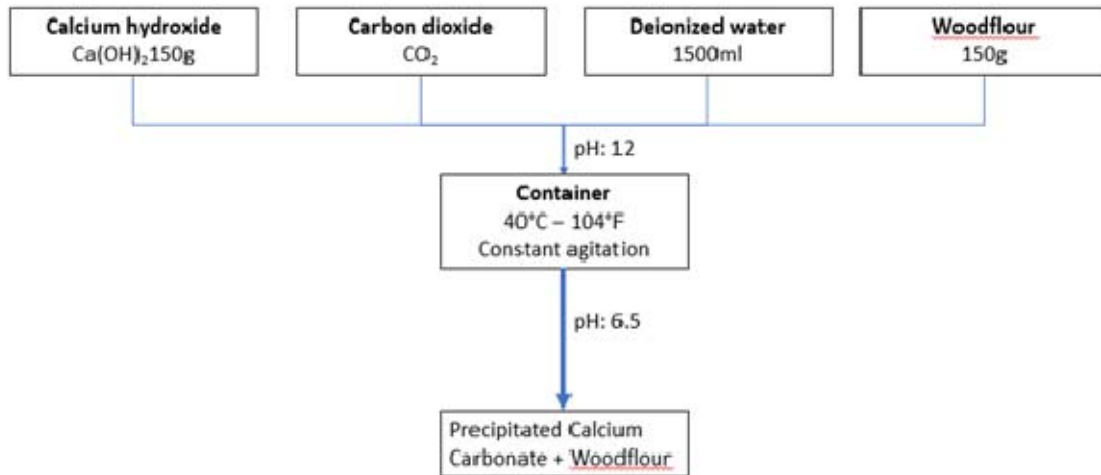 Calcium hydroxide
Ca(OH)₂150g
Carbon dioxide
CO₂
Deionized water
1500ml
Woodflour
150g
pH: 12
Container
40°C – 104°F
Constant agitation
pH: 6.5
Precipitated Calcium
Carbonate + Woodflour